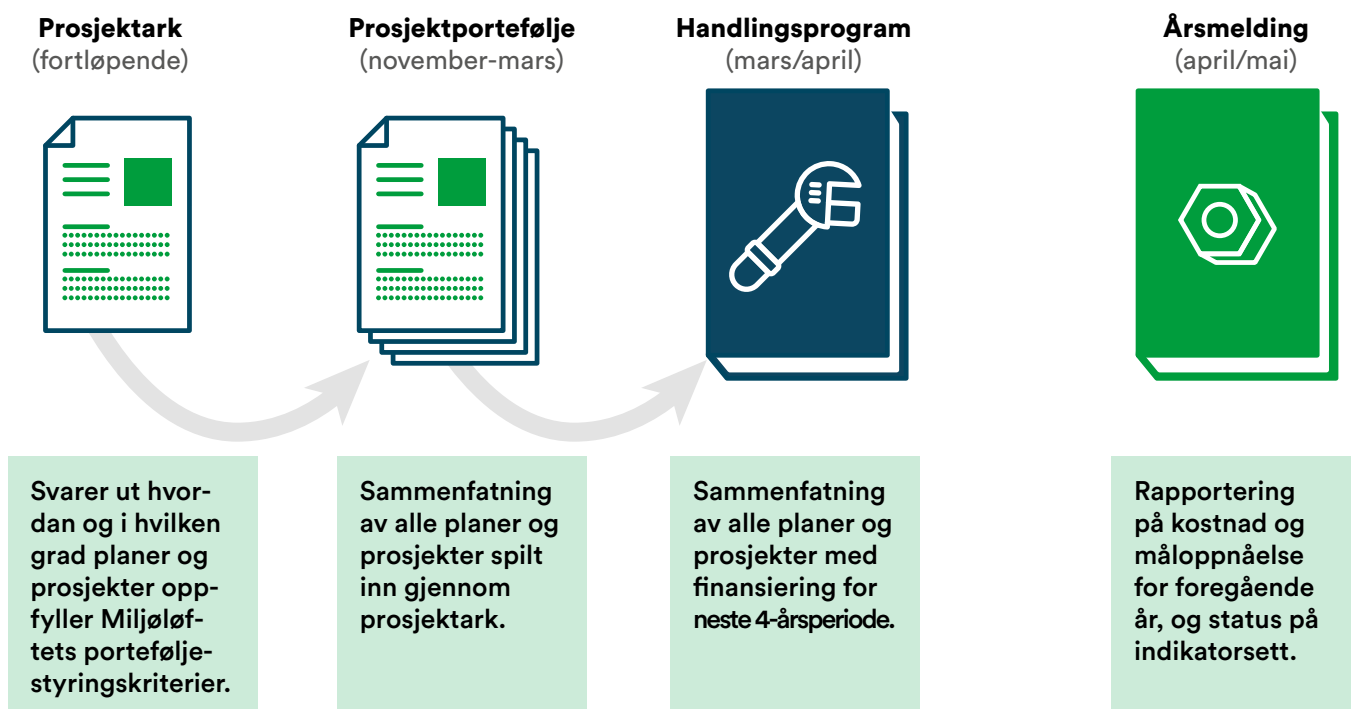 Prosjektark
(fortløpende)
Prosjektportefølje
(november-mars)
Handlingsprogram
(mars/april)
Årsmelding
(april/mai)
Svarer ut hvor-
dan og i hvilken
grad planer og
prosjekter opp-
fyller Miljøløf-
tets portefølje-
styringskriterier.
Sammenfatning
av alle planer og
prosjekter spilt
inn gjennom
prosjektark.
Sammenfatning
av alle planer og
prosjekter med
finansiering for
neste 4-årsperiode.
Rapportering
på kostnad og
måloppnåelse
for foregående
år, og status på
indikatorsett.